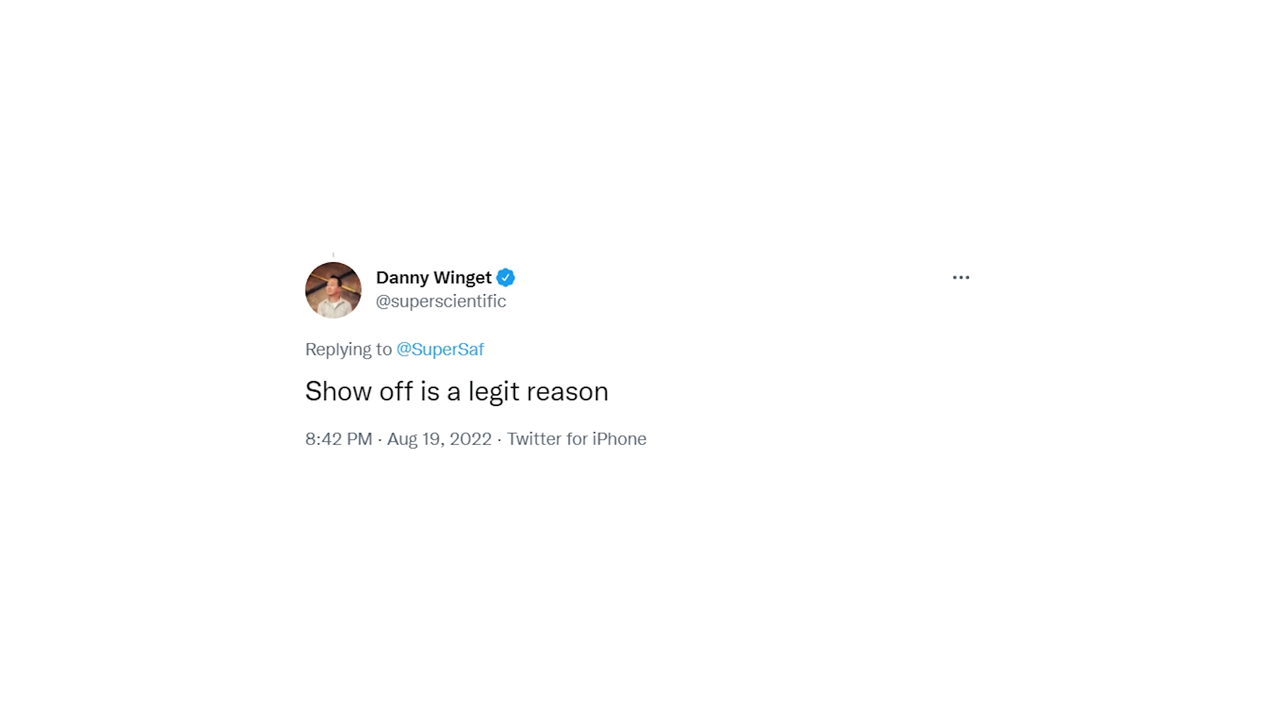 Danny Winget
@superscientific
Replying to @SuperSaf
Show off is a legit reason
8:42 PM · Aug 19, 2022 · Twitter for iPhone